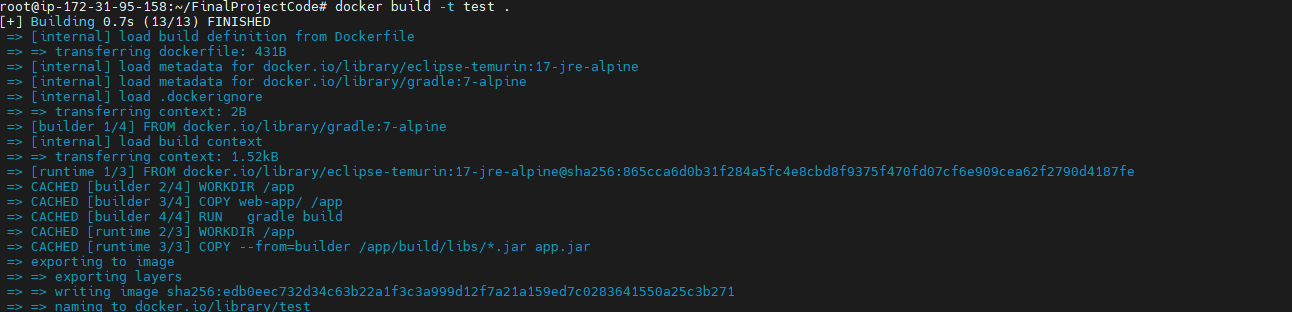 root@ip-172-31-95-158:~/FinalProjectCode# docker build -t test .
[+] Building 0.7s (13/13) FINISHED
=> [internal] load build definition from Dockerfile
=> => transferring dockerfile: 431B
=> [internal] load metadata for docker.io/library/eclipse-temurin:17-jre-alpine
=> [internal] load metadata for docker.io/library/gradle:7-alpine
=> [internal] load .dockerignore
=> => transferring context: 2B
=> [builder 1/4] FROM docker.io/library/gradle:7-alpine
=> [internal] load build context
=> => transferring context: 1.52kB
=> [runtime 1/3] FROM docker.io/library/eclipse-temurin:17-jre-alpine@sha256:865cca6d0b31f284a5fc4e8cbd8f9375f470fd07cf6e909cea62f2790d4187fe
=> CACHED [builder 2/4] WORKDIR /app
=> CACHED [builder 3/4] COPY web-app/ /app
=> CACHED [builder 4/4] RUN   gradle build
=> CACHED [runtime 2/3] WORKDIR /app
=> CACHED [runtime 3/3] COPY --from=builder /app/build/libs/*.jar app.jar
=> exporting to image
=> => exporting layers
=> => writing image sha256:edb0eec732d34c63b22a1f3c3a999d12f7a21a159ed7c0283641550a25c3b271
=> => naming to docker.io/library/test